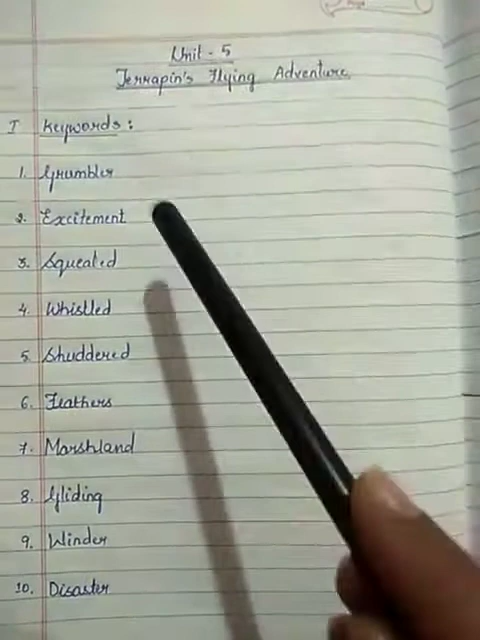 Unit - 5
Terrapin's Flying Adventure
I Keywords :
1. Grumbler
2. Excitement
3. Squealed
4. Whistled
5. Shuddered
6. Feathers
7. Marshland
8. Gliding
9. Winder
10. Disaster